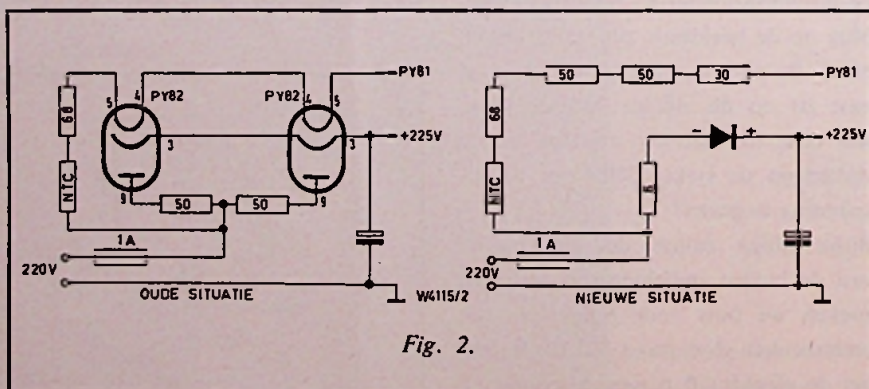 5
4
PY82
PY82
4
5
PY81
68
3
3
+225V
NTC
9
50
50
9
1A
220V
OUDE SITUATIE
W4115/2
50
50
30
PY81
68
- +
+225V
NTC
1A
220V
NIEUWE SITUATIE
Fig. 2.